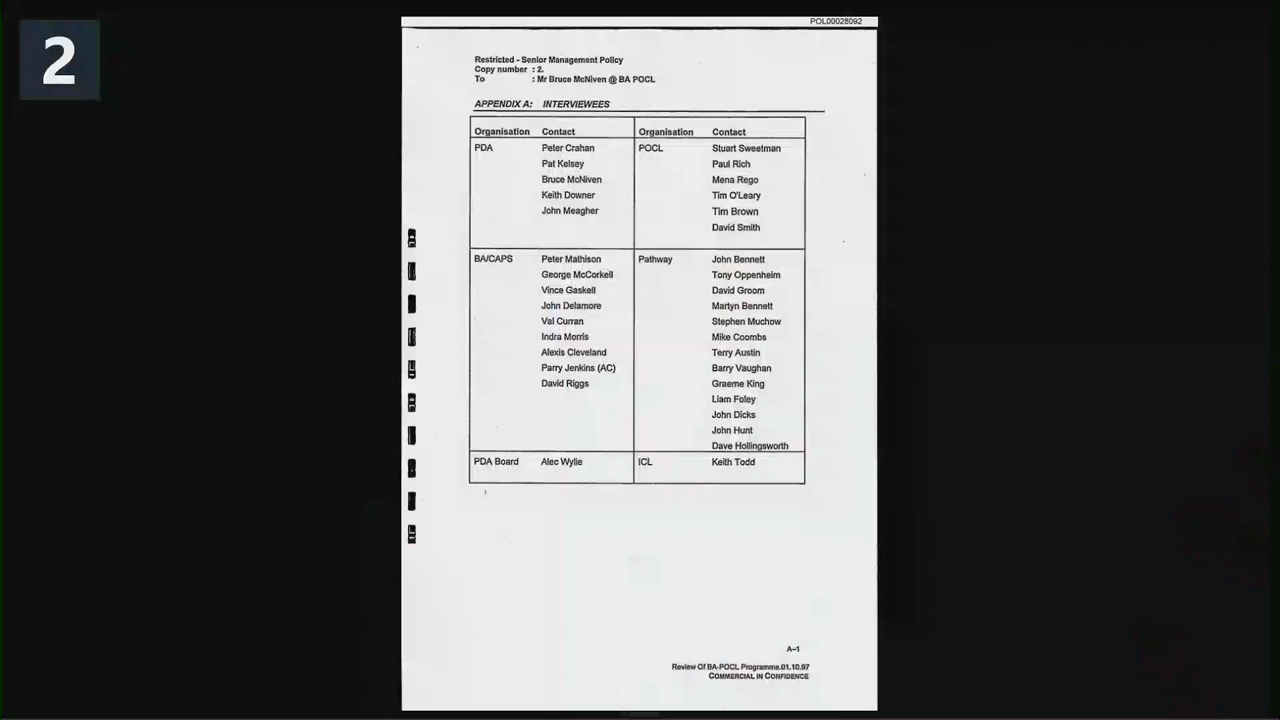 2
POL00028092
Restricted - Senior Management Policy
Copy number : 2.
To : Mr Bruce McNiven @ BA POCL
APPENDIX A: INTERVIEWEES
Organisation Contact Organisation Contact
PDA Peter Crahan POCL Stuart Sweetman
Pat Kelsey Paul Rich
Bruce McNiven Mena Rego
Keith Downer Tim O'Leary
John Meagher Tim Brown
David Smith
BA/CAPS Peter Mathison Pathway John Bennett
George McCorkell Tony Oppenheim
Vince Gaskell David Groom
John Delamore Martyn Bennett
Val Curran Stephen Muchow
Indra Morris Mike Coombs
Alexis Cleveland Terry Austin
Parry Jenkins (AC) Barry Vaughan
David Riggs Graeme King
Liam Foley
John Dicks
John Hunt
Dave Hollingsworth
PDA Board Alec Wylie ICL Keith Todd
A-1
Review Of BA-POCL Programme.01.10.97
COMMERCIAL IN CONFIDENCE